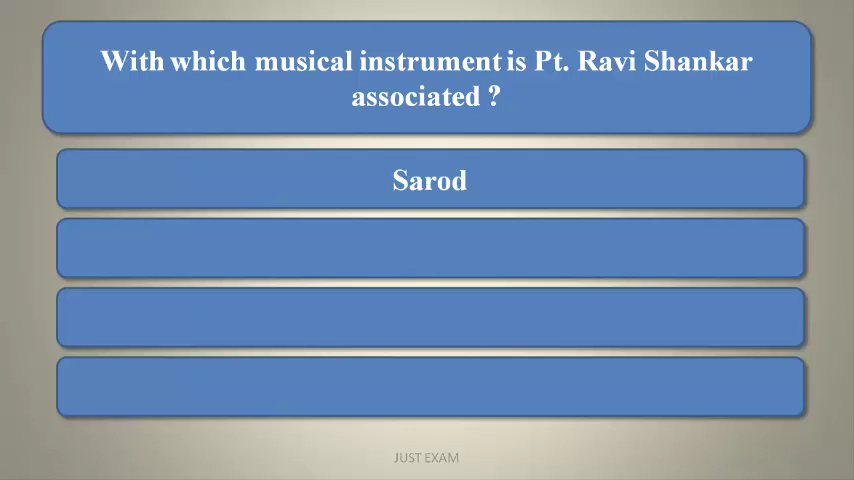 With which musical instrument is Pt. Ravi Shankar
associated ?
Sarod
JUST EXAM